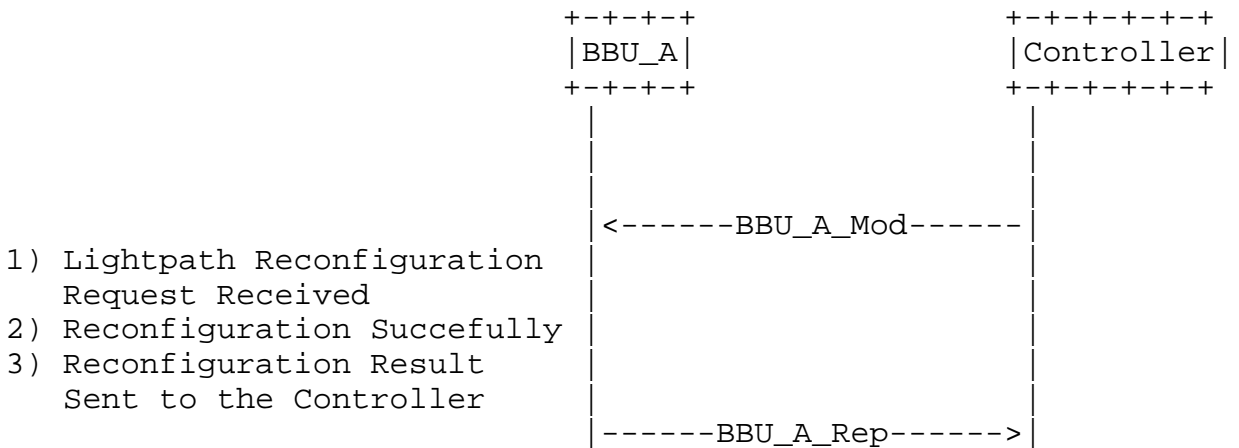 +-+-+-+ +-+-+-+-+-+
|BBU_A| |Controller|
+-+-+-+ +-+-+-+-+-+
| |
| |
| |
|<------BBU_A_Mod------|
1) Lightpath Reconfiguration | |
Request Received | |
2) Reconfiguration Succefully | |
3) Reconfiguration Result | |
Sent to the Controller | |
|------BBU_A_Rep------>|